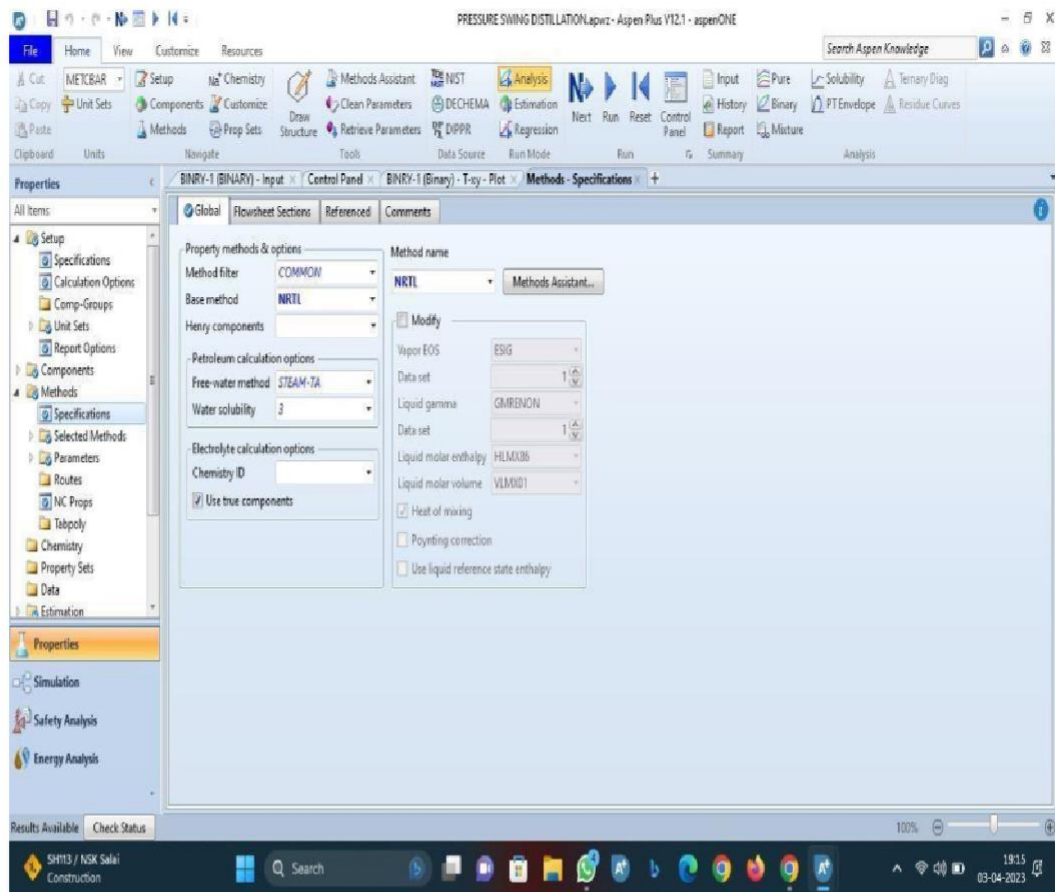 PRESSURE SWING DISTILLATION.apwz - Aspen Plus V12.1 - aspenONE
File Home View Customize Resources Search Aspen Knowledge
Cut METCBAR Setup Chemistry Methods Assistant NIST Analysis Input Pure Solubility Ternary Diag
Copy Unit Sets Components Customize Clean Parameters DECHEMA Estimation History Binary PT Envelope Residue Curves
Paste Methods Prop Sets Draw Structure Retrieve Parameters DIPPR Regression Next Run Reset Control Panel Report Mixture
Clipboard Units Navigate Tools Data Source Run Mode Run Summary Analysis
Properties BINRY-1 (BINARY) - Input Control Panel BINRY-1 (Binary) - T-xy - Plot Methods - Specifications +
All Items
Setup
Specifications
Calculation Options
Comp-Groups
Unit Sets
Report Options
Components
Methods
Specifications
Selected Methods
Parameters
Routes
NC Props
Tabpoly
Chemistry
Property Sets
Data
Estimation
Properties
Simulation
Safety Analysis
Energy Analysis
Global Flowsheet Sections Referenced Comments
Property methods & options
Method filter COMMON
Base method NRTL
Henry components
Petroleum calculation options
Free-water method STEAM-TA
Water solubility 3
Electrolyte calculation options
Chemistry ID
Use true components
Method name
NRTL Methods Assistant...
Modify
Vapor EOS ESIG
Data set 1
Liquid gamma GMRENON
Data set 1
Liquid molar enthalpy HLMX86
Liquid molar volume VLMX01
Heat of mixing
Poynting correction
Use liquid reference state enthalpy
Results Available Check Status 100%
SH113 / NSK Salai
Construction
Search
19:15
03-04-2023